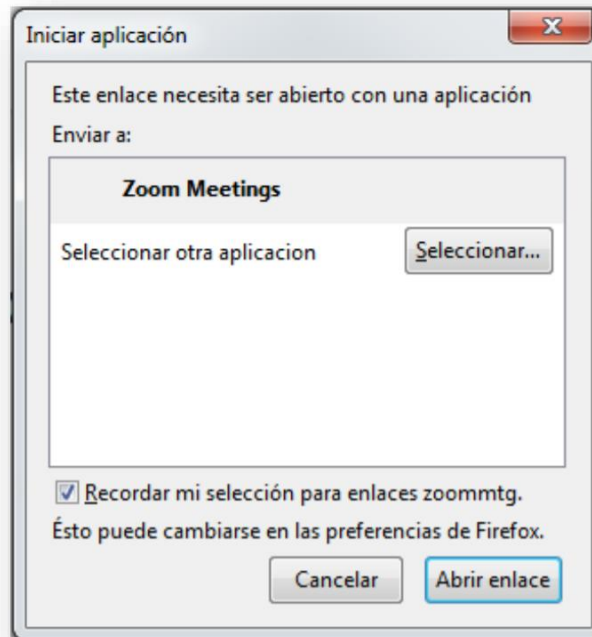 Iniciar aplicación
Este enlace necesita ser abierto con una aplicación
Enviar a:
Zoom Meetings
Seleccionar otra aplicacion
Seleccionar...
Recordar mi selección para enlaces zoommtg.
Ésto puede cambiarse en las preferencias de Firefox.
Cancelar
Abrir enlace